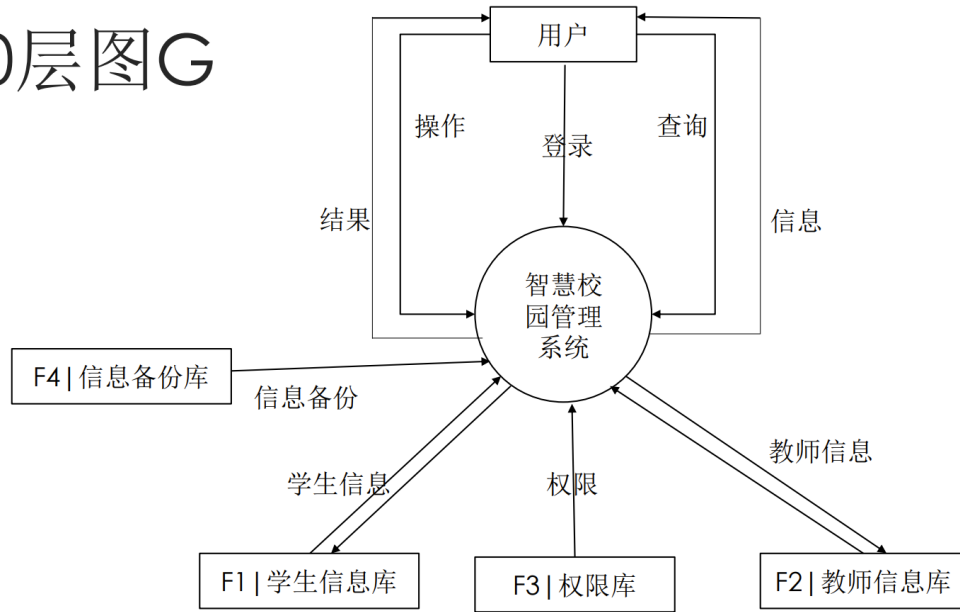 0层图G
用户
操作
登录
查询
结果
信息
智慧校
园管理
系统
F4|信息备份库
信息备份
教师信息
学生信息
权限
F1|学生信息库
F3|权限库
F2|教师信息库